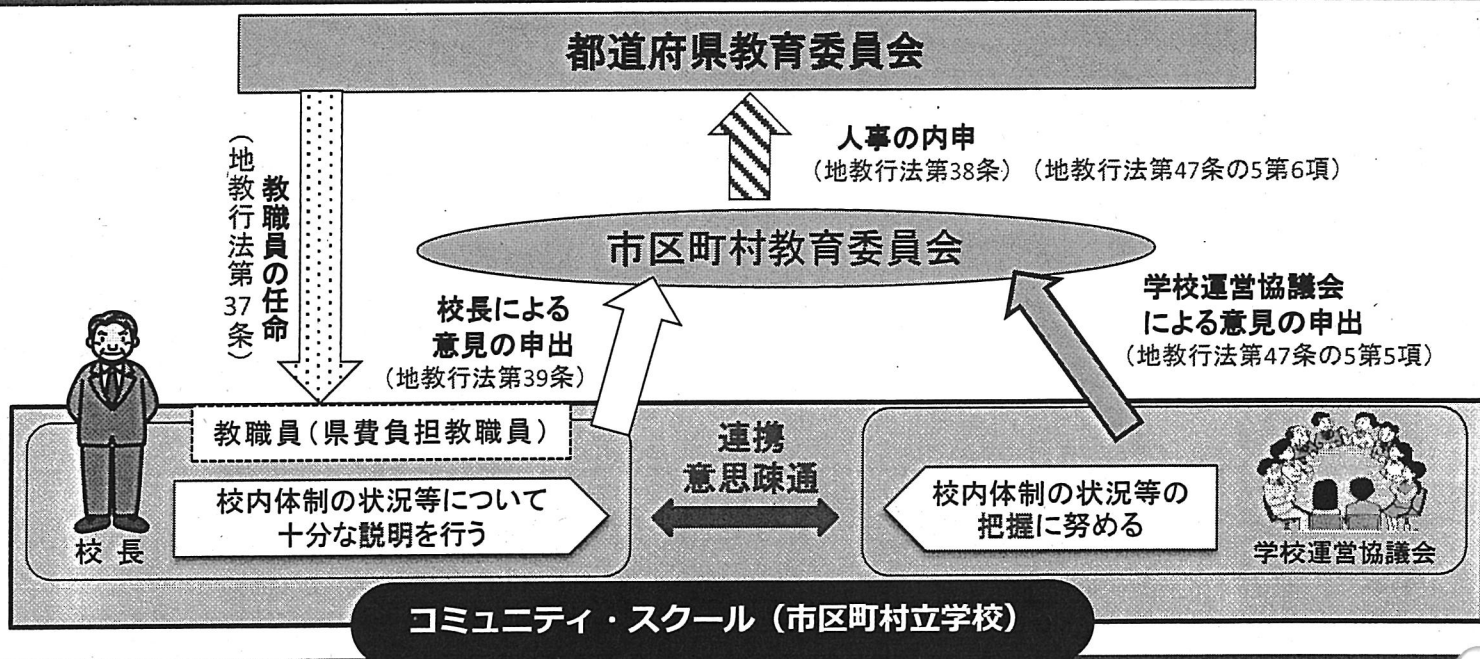 都道府県教育委員会
人事の内申
（地教行法第38条）（地教行法第47条の5第6項）
教職員の任命
（地教行法第37条）
市区町村教育委員会
校長による
意見の申出
（地教行法第39条）
学校運営協議会
による意見の申出
（地教行法第47条の5第5項）
教職員（県費負担教職員）
校内体制の状況等について
十分な説明を行う
校長
連携
意思疎通
校内体制の状況等の
把握に努める
学校運営協議会
コミュニティ・スクール（市区町村立学校）